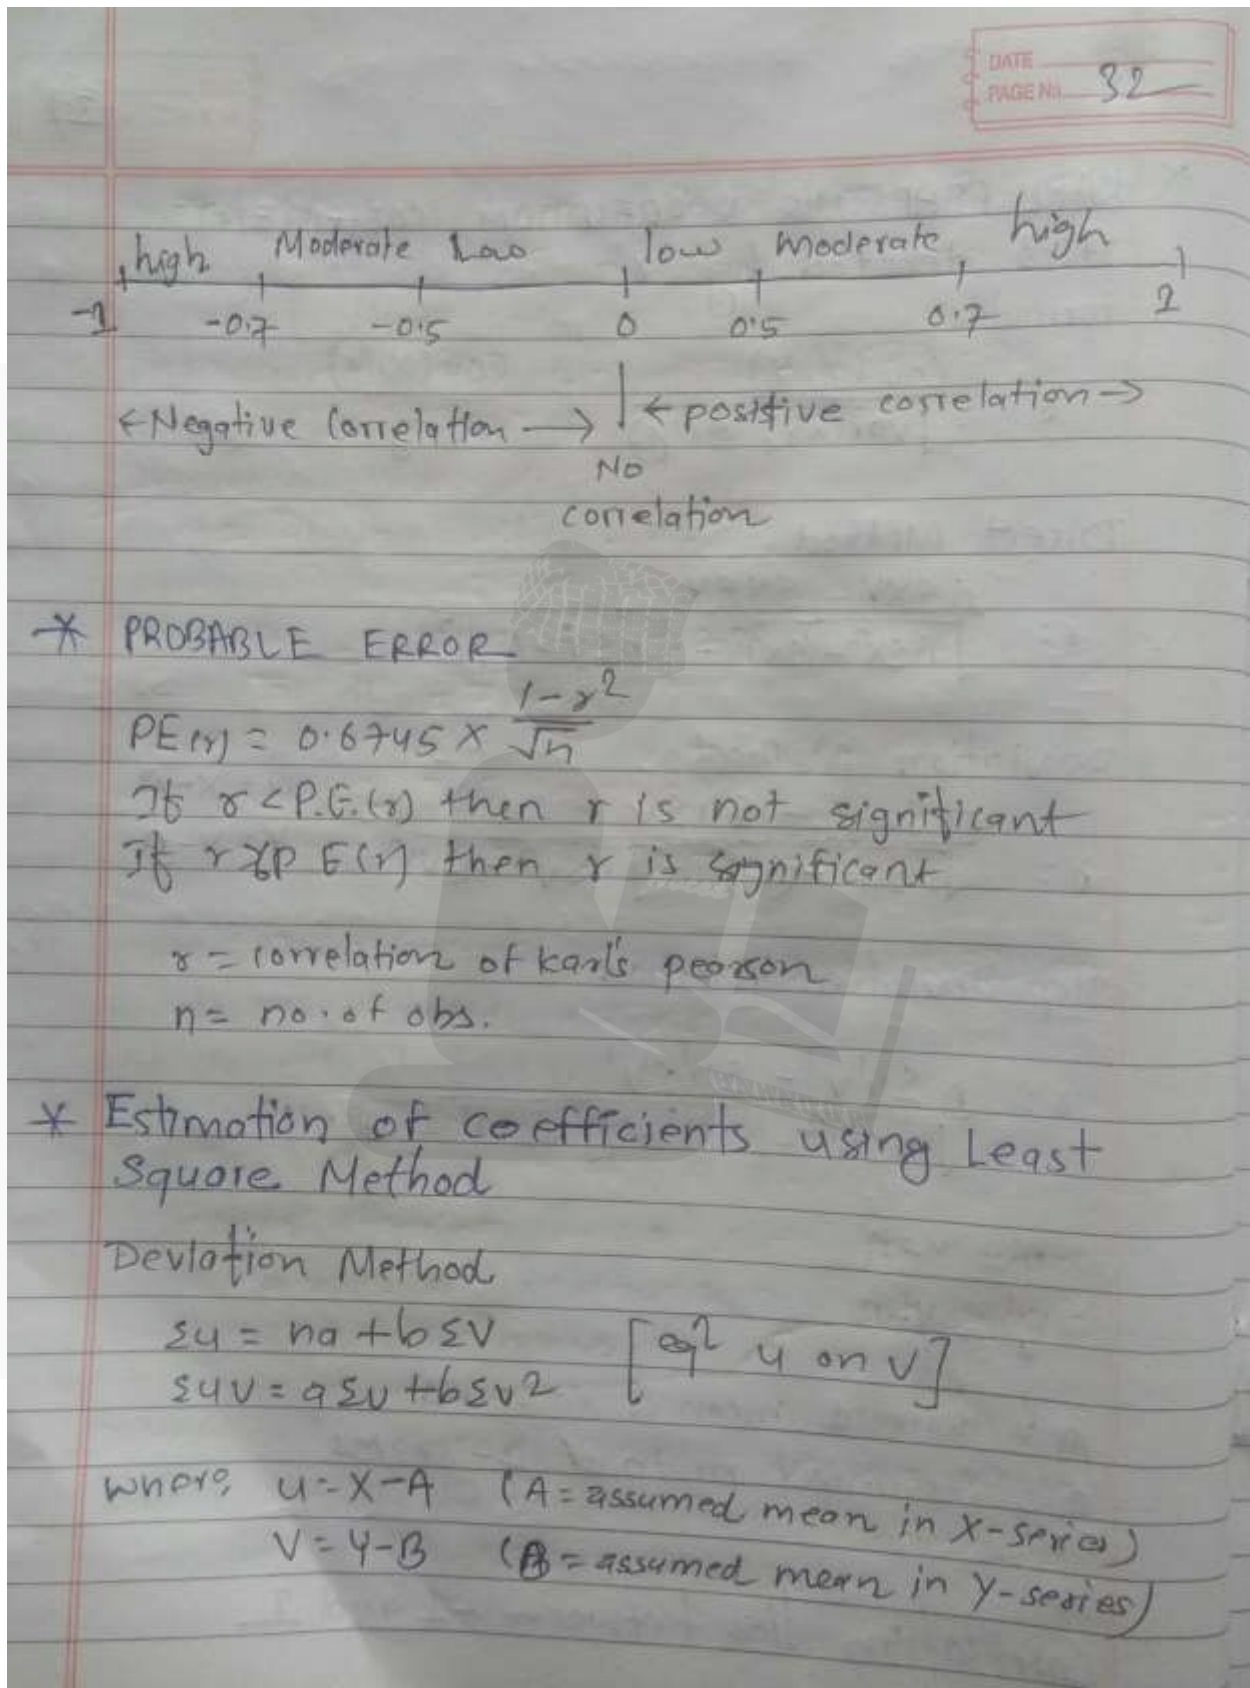 DATE
PAGE No. 32
high Moderate Low low moderate high
-1 -0.7 -0.5 0 0.5 0.7 1
← Negative Correlation → ← positive correlation →
No
correlation
* PROBABLE ERROR
PE(r) = 0.6745 × 1-r² / √n
If r < P.E.(r) then r is not significant
If r > P E(r) then r is significant
r = correlation of karl's pearson
n = no. of obs.
* Estimation of coefficients using Least
Square Method
Deviation Method
Σu = na + bΣv [eqⁿ u on v]
Σuv = aΣv + bΣv2
where, u = X-A (A = assumed mean in X-series)
V = Y-B (B = assumed mean in Y-series)